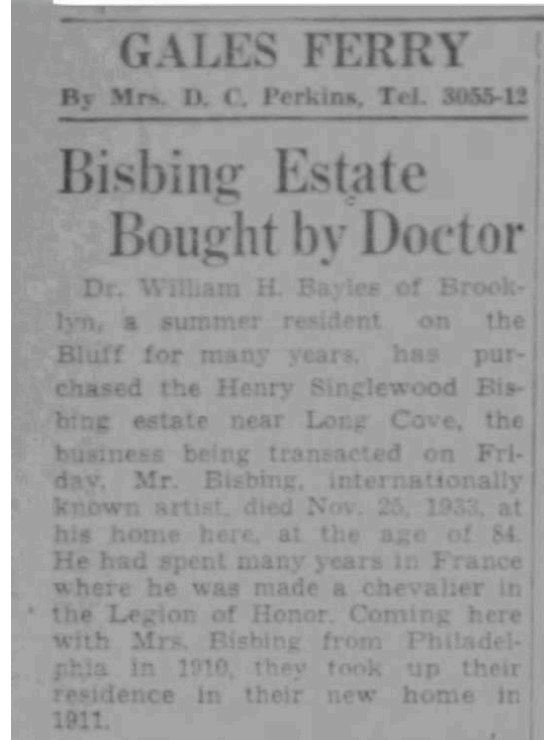 GALES FERRY
By Mrs. D. C. Perkins, Tel. 3055-12
Bisbing Estate
Bought by Doctor
Dr. William H. Bayles of Brook-
lyn, a summer resident on the
Bluff for many years, has pur-
chased the Henry Singlewood Bis-
bing estate near Long Cove, the
business being transacted on Fri-
day. Mr. Bisbing, internationally
known artist, died Nov. 25, 1933, at
his home here, at the age of 84.
He had spent many years in France
where he was made a chevalier in
the Legion of Honor. Coming here
with Mrs. Bisbing from Philadel-
phia in 1910, they took up their
residence in their new home in
1911.